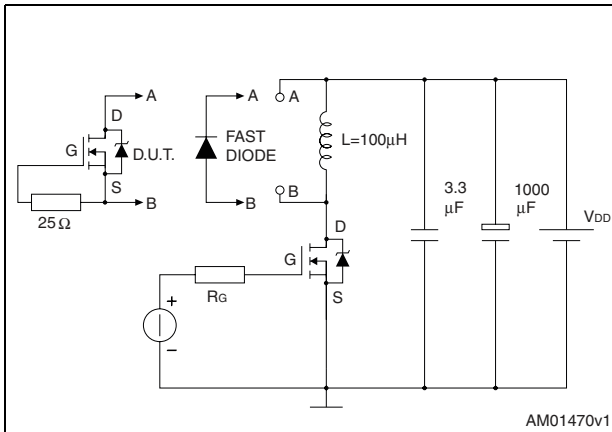 A
A
A
D
G
D.U.T.
FAST
DIODE
L=100µH
S
B
B
B
25 Ω
3.3
µF
1000
µF
VDD
D
G
RG
S
+
–
AM01470v1